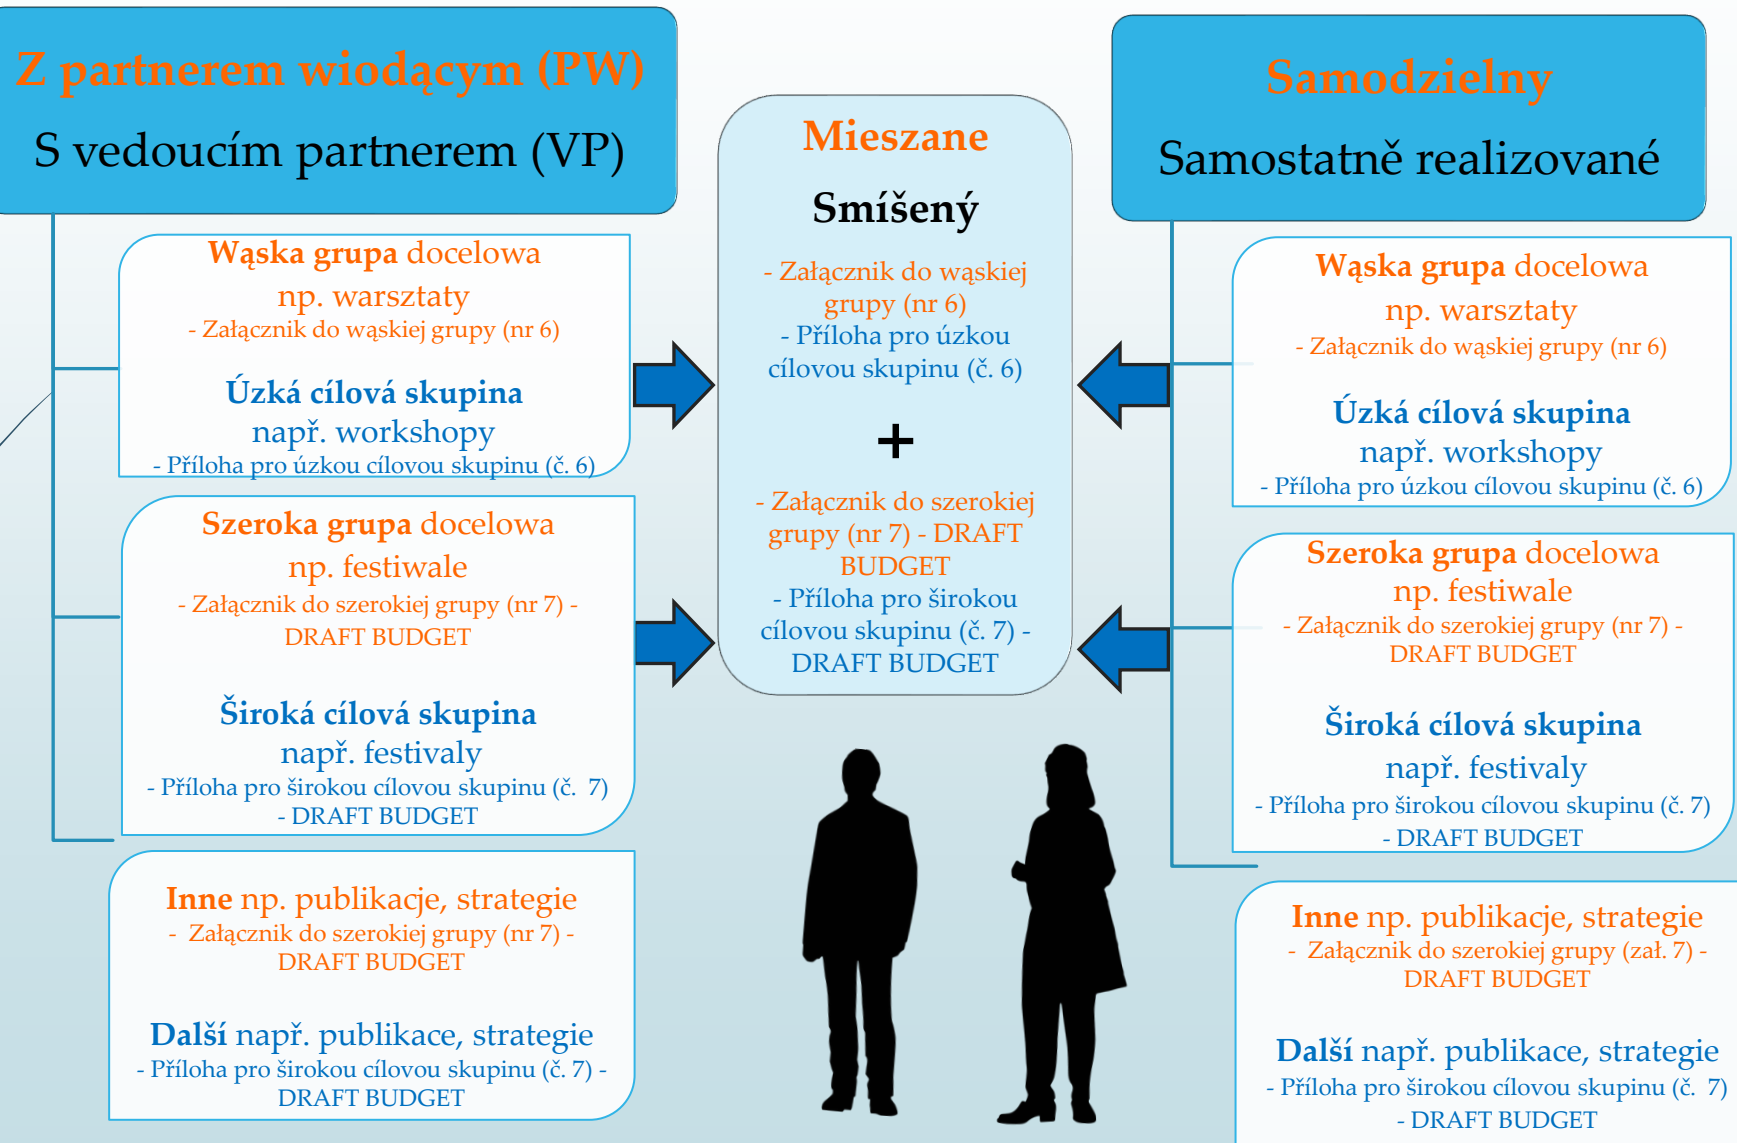 Z partnerem wiodącym (PW)
S vedoucím partnerem (VP)
Wąska grupa docelowa
np. warsztaty
- Załącznik do wąskiej grupy (nr 6)
Úzká cílová skupina
např. workshopy
- Příloha pro úzkou cílovou skupinu (č. 6)
Szeroka grupa docelowa
np. festiwale
- Załącznik do szerokiej grupy (nr 7) -
DRAFT BUDGET
Široká cílová skupina
např. festivaly
- Příloha pro širokou cílovou skupinu (č. 7)
- DRAFT BUDGET
Inne np. publikacje, strategie
- Załącznik do szerokiej grupy (nr 7) -
DRAFT BUDGET
Další např. publikace, strategie
- Příloha pro širokou cílovou skupinu (č. 7) -
DRAFT BUDGET
Mieszane
Smíšený
- Załącznik do wąskiej
grupy (nr 6)
- Příloha pro úzkou
cílovou skupinu (č. 6)
+
- Załącznik do szerokiej
grupy (nr 7) - DRAFT
BUDGET
- Příloha pro širokou
cílovou skupinu (č. 7) -
DRAFT BUDGET
Samodzielny
Samostatně realizované
Wąska grupa docelowa
np. warsztaty
- Załącznik do wąskiej grupy (nr 6)
Úzká cílová skupina
např. workshopy
- Příloha pro úzkou cílovou skupinu (č. 6)
Szeroka grupa docelowa
np. festiwale
- Załącznik do szerokiej grupy (nr 7) -
DRAFT BUDGET
Široká cílová skupina
např. festivaly
- Příloha pro širokou cílovou skupinu (č. 7)
- DRAFT BUDGET
Inne np. publikacje, strategie
- Załącznik do szerokiej grupy (zał. 7) -
DRAFT BUDGET
Další např. publikace, strategie
- Příloha pro širokou cílovou skupinu (č. 7)
- DRAFT BUDGET